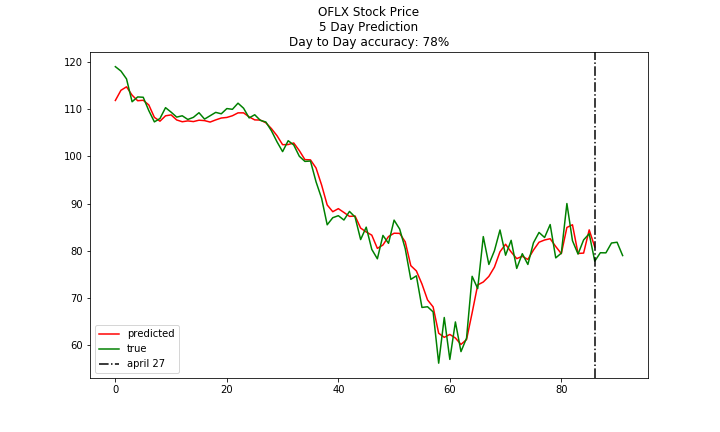 OFLX Stock Price
5 Day Prediction
Day to Day accuracy: 78%
120
110
100
90
80
70
60
predicted
true
april 27
0
20
40
60
80